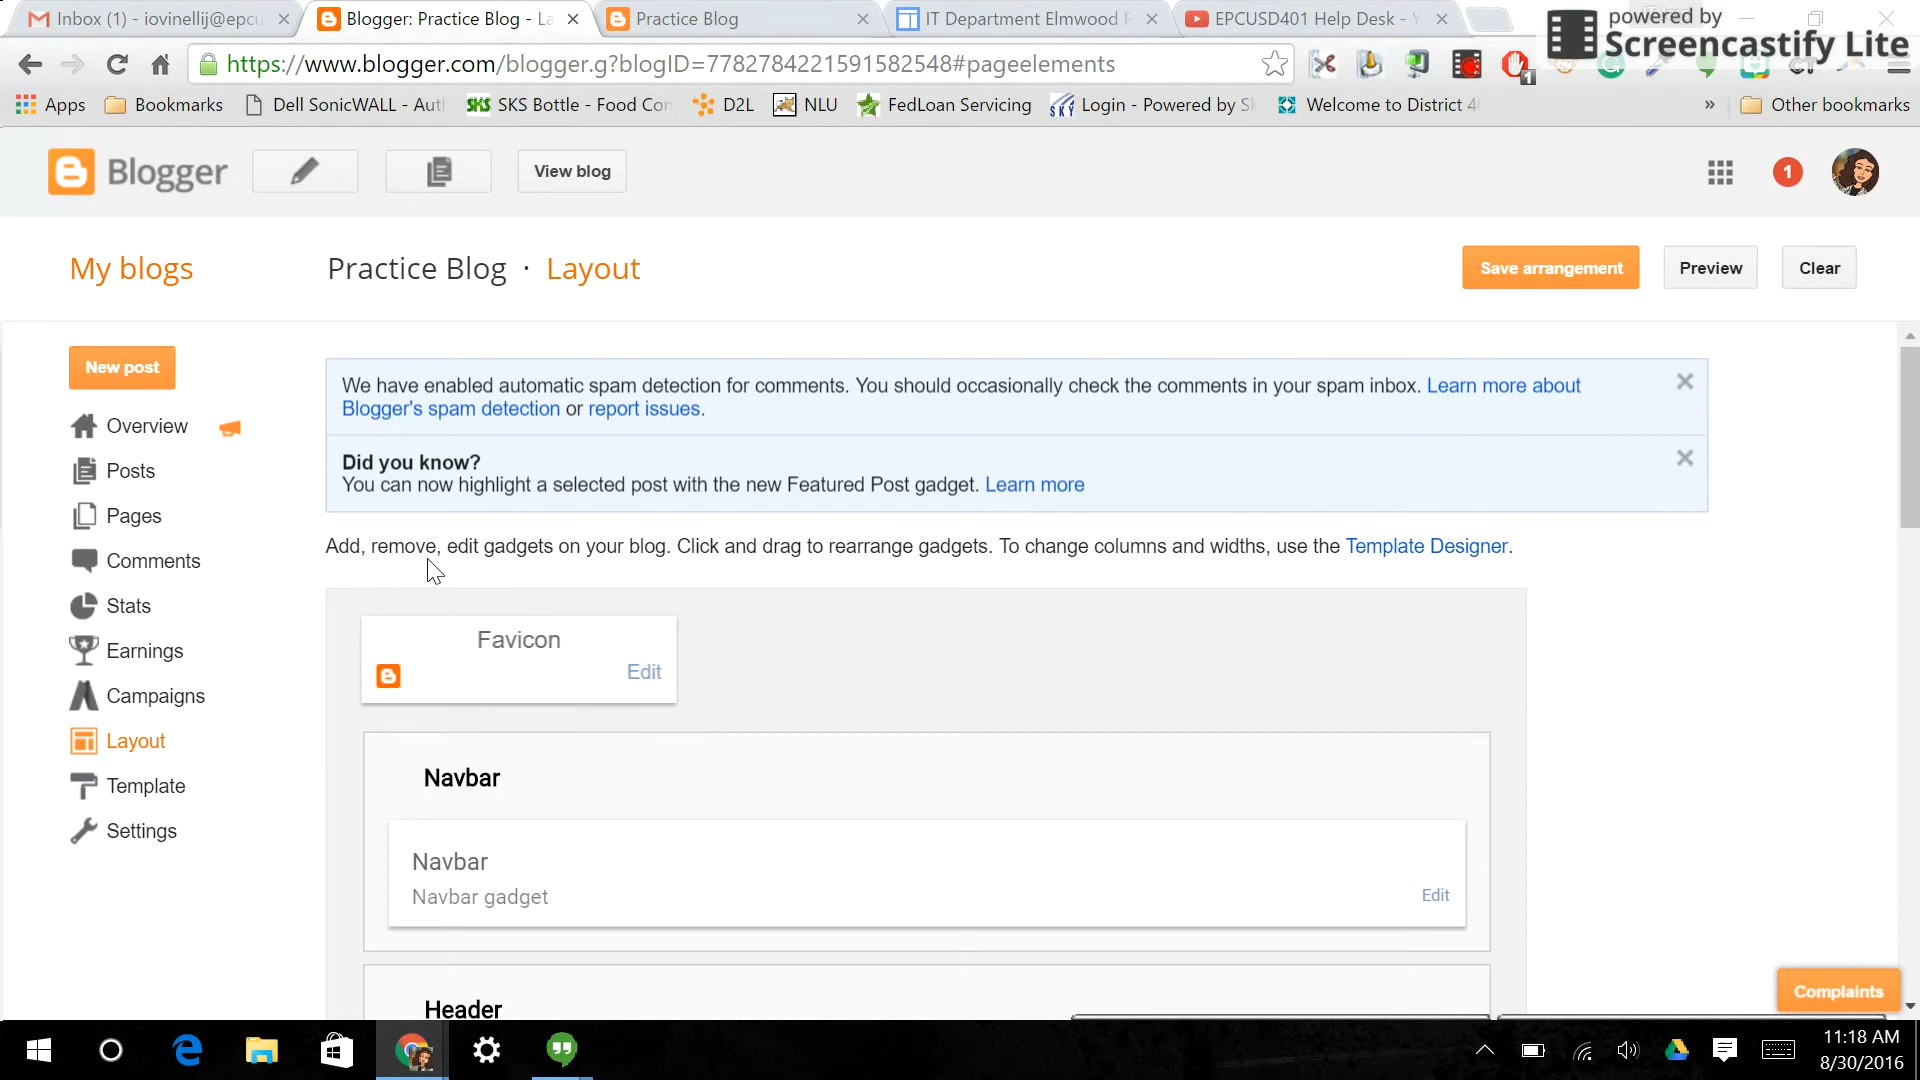 Inbox (1) - iovinellij@epcu
Blogger: Practice Blog - La
Practice Blog
IT Department Elmwood P
EPCUSD401 Help Desk - Y
powered by
Screencastify Lite
https://www.blogger.com/blogger.g?blogID=7782784221591582548#pageelements
1
Apps
Bookmarks
Dell SonicWALL - Aut
SKS SKS Bottle - Food Con
D2L
NLU
FedLoan Servicing
SKY Login - Powered by Sk
Welcome to District 4
»
Other bookmarks
Blogger
View blog
1
My blogs
Practice Blog · Layout
Save arrangement
Preview
Clear
New post
Overview
Posts
Pages
Comments
Stats
Earnings
Campaigns
Layout
Template
Settings
We have enabled automatic spam detection for comments. You should occasionally check the comments in your spam inbox. Learn more about
Blogger's spam detection or report issues.
Did you know?
You can now highlight a selected post with the new Featured Post gadget. Learn more
Add, remove, edit gadgets on your blog. Click and drag to rearrange gadgets. To change columns and widths, use the Template Designer.
Favicon
Edit
Navbar
Navbar
Navbar gadget
Edit
Header
Complaints
11:18 AM
8/30/2016